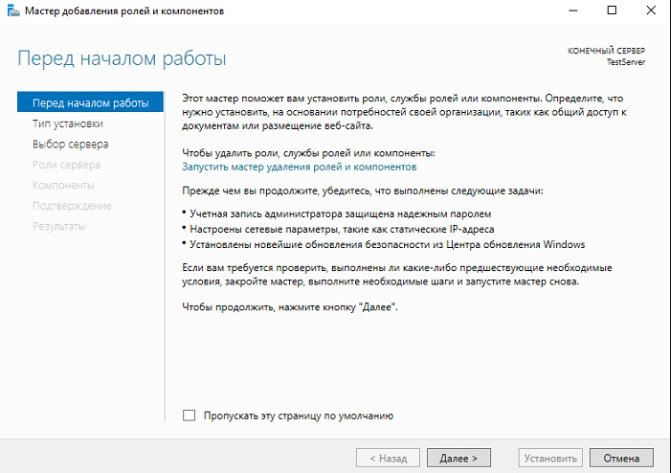 Мастер добавления ролей и компонентов
Перед началом работы
КОНЕЧНЫЙ СЕРВЕР
TestServer
Перед началом работы
Тип установки
Выбор сервера
Роли сервера
Компоненты
Подтверждение
Результаты
Этот мастер поможет вам установить роли, службы ролей или компоненты. Определите, что
нужно установить, на основании потребностей своей организации, таких как общий доступ к
документам или размещение веб-сайта.
Чтобы удалить роли, службы ролей или компоненты:
Запустить мастер удаления ролей и компонентов
Прежде чем вы продолжите, убедитесь, что выполнены следующие задачи:
• Учетная запись администратора защищена надежным паролем
• Настроены сетевые параметры, такие как статические IP-адреса
• Установлены новейшие обновления безопасности из Центра обновления Windows
Если вам требуется проверить, выполнены ли какие-либо предшествующие необходимые
условия, закройте мастер, выполните необходимые шаги и запустите мастер снова.
Чтобы продолжить, нажмите кнопку "Далее".
Пропускать эту страницу по умолчанию
< Назад
Далее >
Установить
Отмена